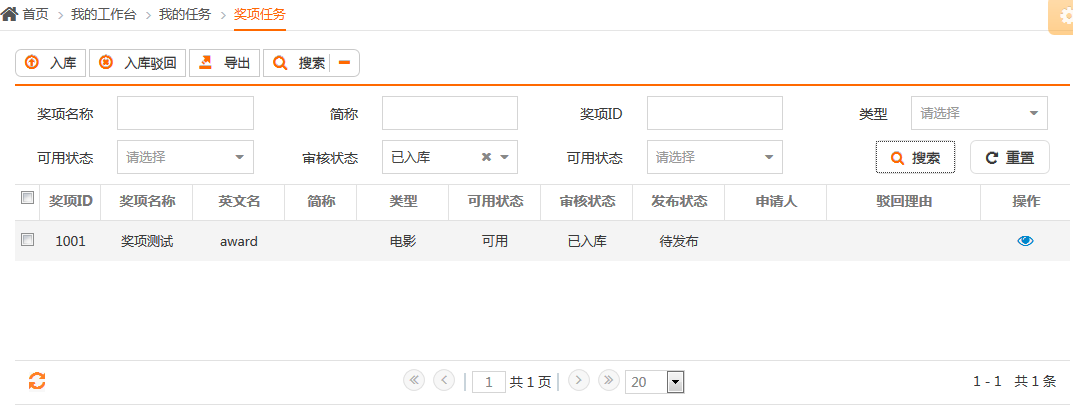 首页 我的工作台 我的任务 奖项任务
入库 入库驳回 导出 搜索
奖项名称 简称 奖项ID 类型 请选择
可用状态 请选择 审核状态 已入库 可用状态 请选择 搜索 重置
奖项ID 奖项名称 英文名 简称 类型 可用状态 审核状态 发布状态 申请人 驳回理由 操作
1001 奖项测试 award 电影 可用 已入库 待发布
1 共 1 页 20 1 - 1 共 1 条